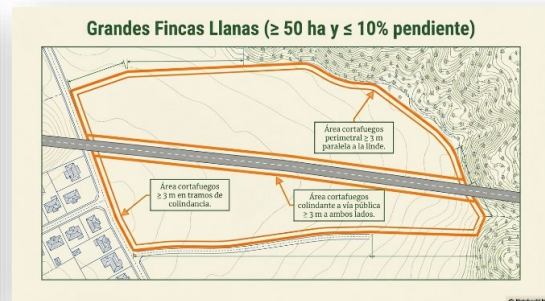 Grandes Fincas Llanas (≥ 50 ha y ≤ 10% pendiente)
Área cortafuegos
perimetral ≥ 3 m
paralela a la linde.
Área cortafuegos
≥ 3 m en tramos de
colindancia.
Área cortafuegos
colindante a vía pública
≥ 3 m a ambos lados.